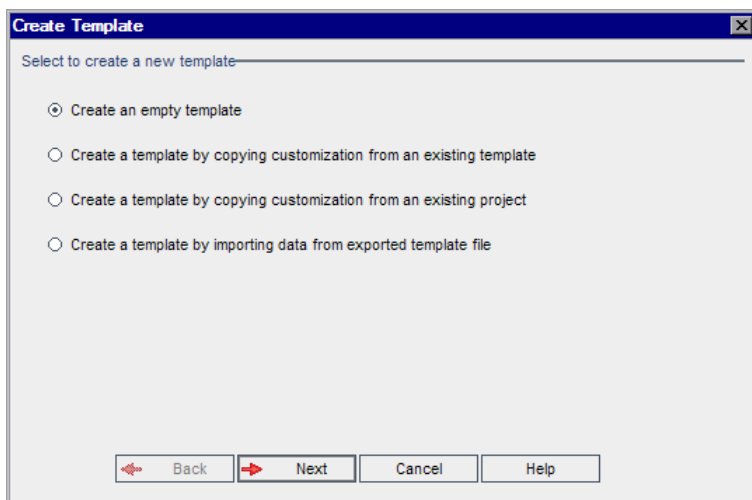 Create Template
Select to create a new template
Create an empty template
Create a template by copying customization from an existing template
Create a template by copying customization from an existing project
Create a template by importing data from exported template file
Back Next Cancel Help